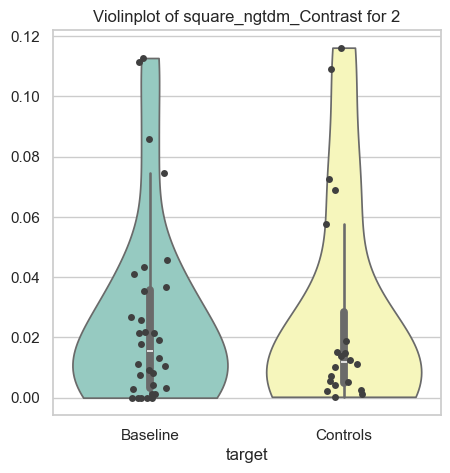 Violinplot of square_ngtdm_Contrast for 2
0.12
0.10
0.08
0.06
0.04
0.02
0.00
Baseline Controls
target